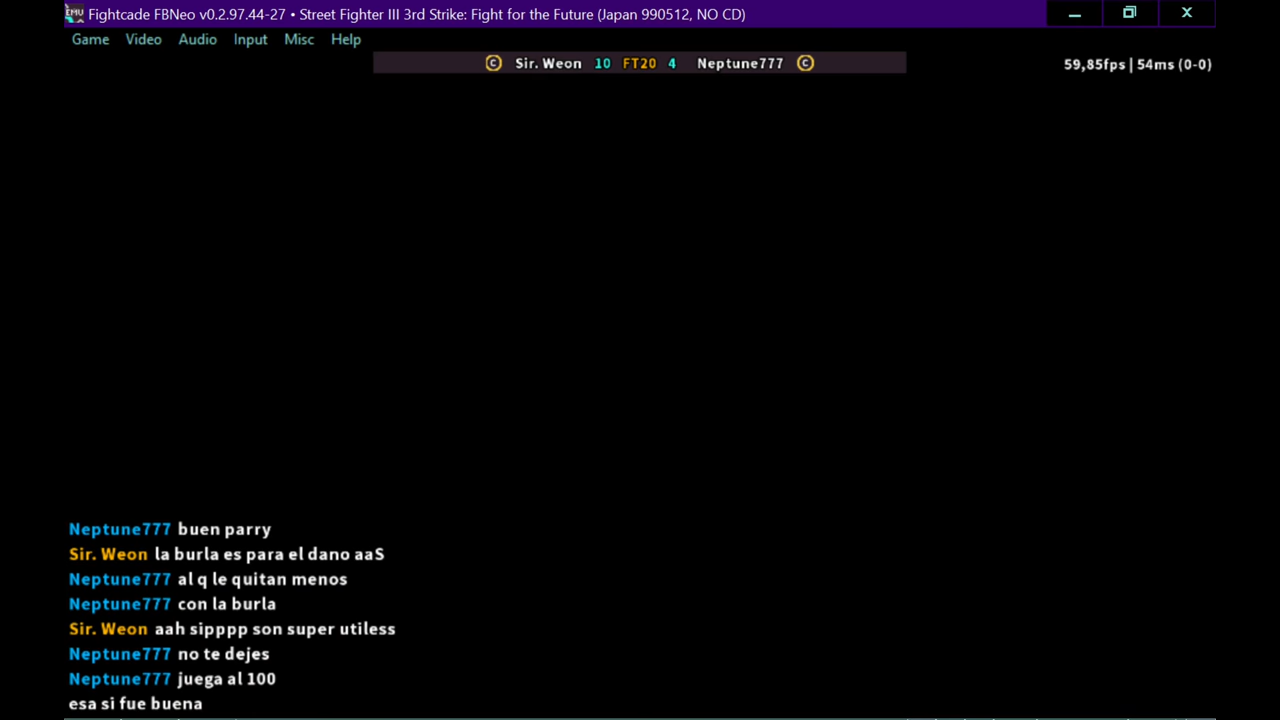 Fightcade FBNeo v0.2.97.44-27 • Street Fighter III 3rd Strike: Fight for the Future (Japan 990512, NO CD)
Game Video Audio Input Misc Help
Sir. Weon 10 FT20 4 Neptune777
59,85fps | 54ms (0-0)
Neptune777 buen parry
Sir. Weon la burla es para el dano aaS
Neptune777 al q le quitan menos
Neptune777 con la burla
Sir. Weon aah sipppp son super utiless
Neptune777 no te dejes
Neptune777 juega al 100
esa si fue buena